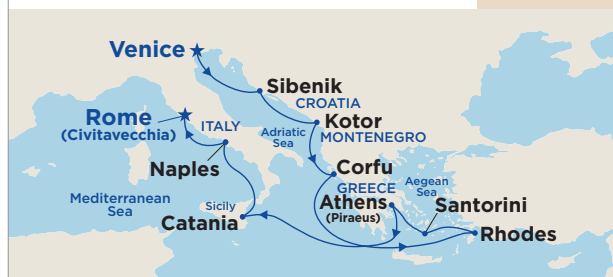 Venice
Sibenik
CROATIA
Rome
(Civitavecchia)
ITALY
Kotor
Adriatic
Sea
MONTENEGRO
Naples
Corfu
GREECE
Aegean
Sea
Mediterranean
Sea
Sicily
Catania
Athens
(Piraeus)
Santorini
Rhodes